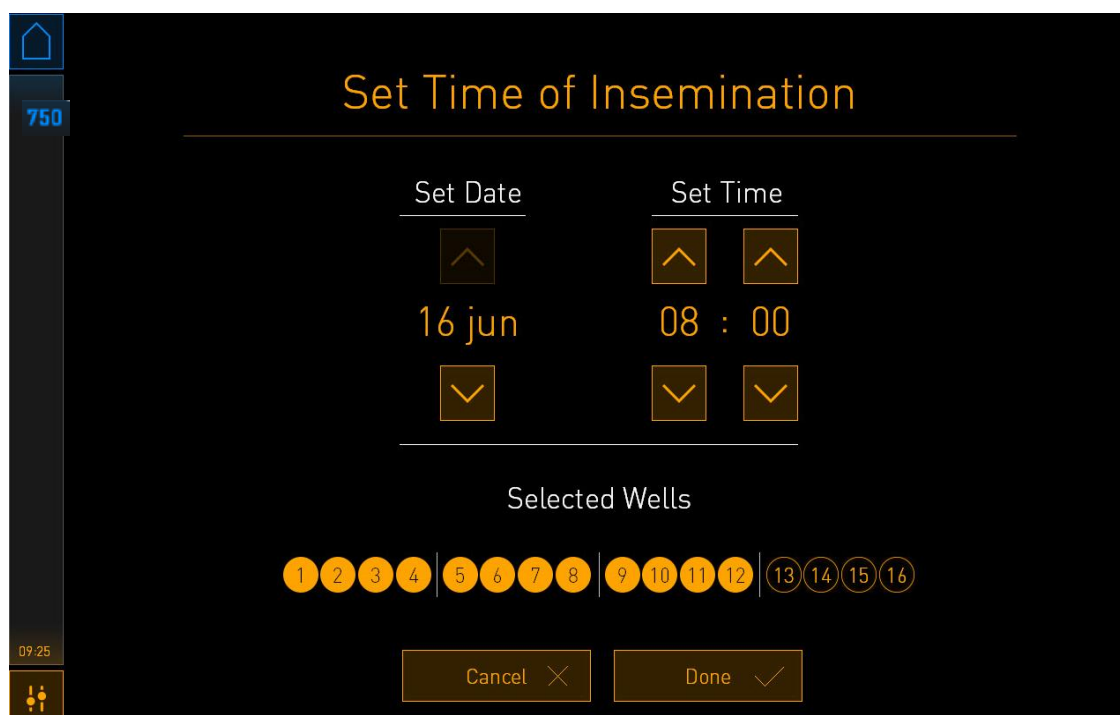 Set Time of Insemination
750
Set Date Set Time
16 jun 08 : 00
Selected Wells
1 2 3 4 5 6 7 8 9 10 11 12 13 14 15 16
09:25
Cancel Done